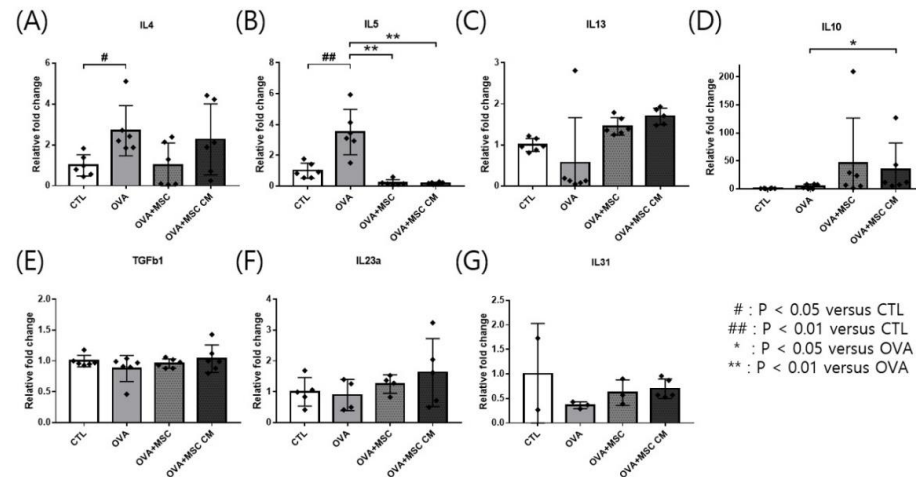 (A)
IL4
Relative fold change
8
6
4
2
0
#
CTL
OVA
OVA+MSC
OVA+MSC CM
(B)
IL5
Relative fold change
8
6
4
2
0
##
**
**
CTL
OVA
OVA+MSC
OVA+MSC CM
(C)
IL13
Relative fold change
3
2
1
0
CTL
OVA
OVA+MSC
OVA+MSC CM
(D)
IL10
Relative fold change
200
150
100
50
0
*
CTL
OVA
OVA+MSC
OVA+MSC CM
(E)
TGFb1
Relative fold change
2.0
1.5
1.0
0.5
0.0
CTL
OVA
OVA+MSC
OVA+MSC CM
(F)
IL23a
Relative fold change
4
3
2
1
0
CTL
OVA
OVA+MSC
OVA+MSC CM
(G)
IL31
Relative fold change
2.5
2.0
1.5
1.0
0.5
0.0
CTL
OVA
OVA+MSC
OVA+MSC CM
# : P < 0.05 versus CTL
## : P < 0.01 versus CTL
* : P < 0.05 versus OVA
** : P < 0.01 versus OVA